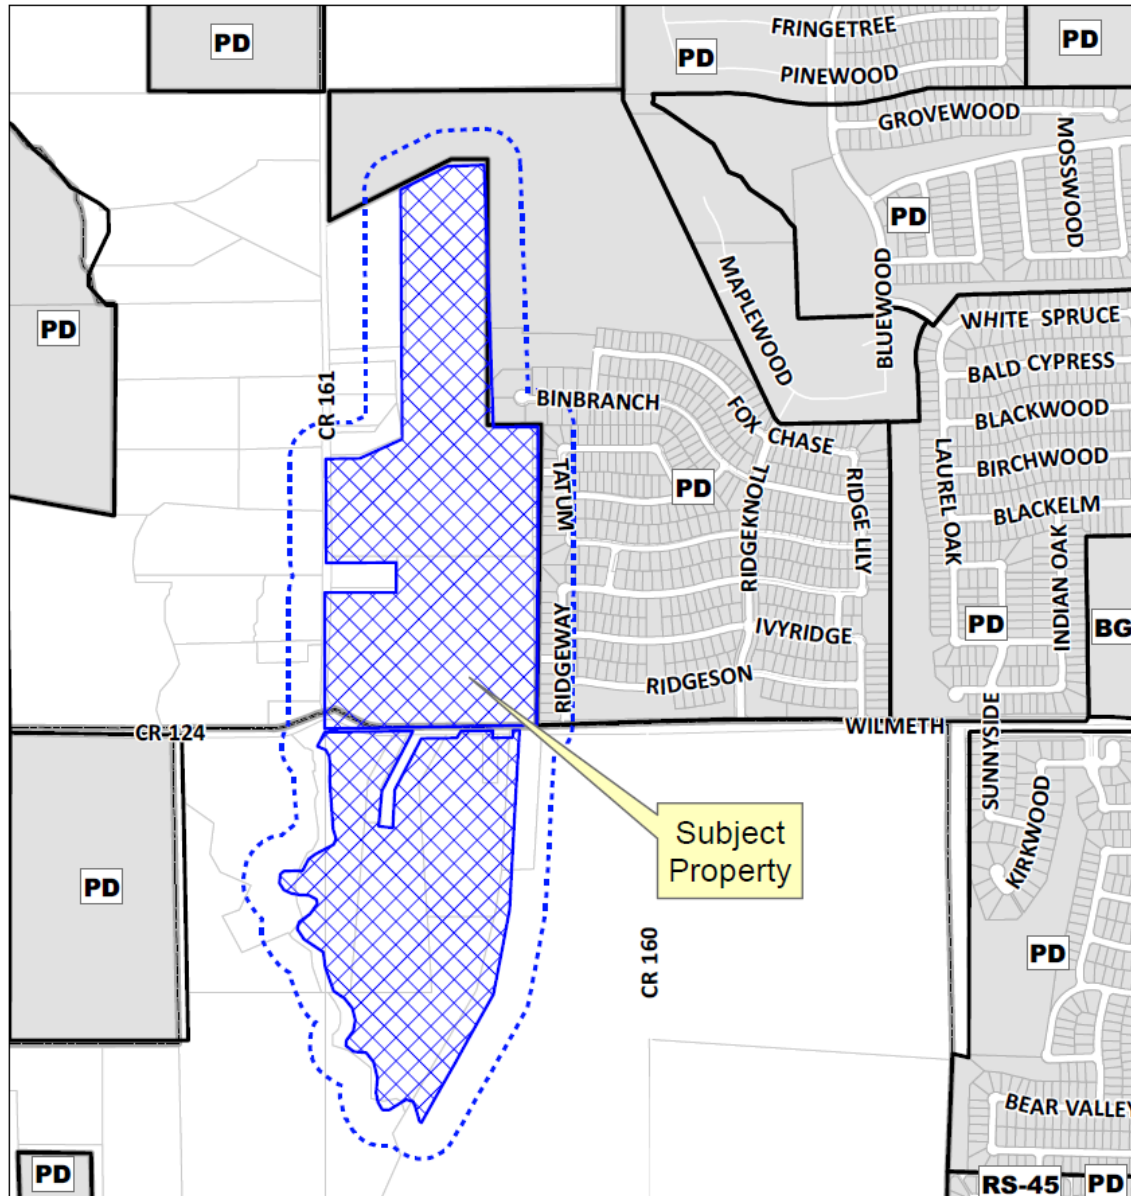 PD
FRINGETREE
PD
PD
PINEWOOD
GROVEWOOD
MOSSWOOD
PD
MAPLEWOOD
BLUEWOOD
PD
WHITE SPRUCE
BALD CYPRESS
CR 161
BINBRANCH
FOX CHASE
BLACKWOOD
LAUREL OAK
BIRCHWOOD
TATUM
PD
RIDGEKNOLL
RIDGE LILY
BLACKELM
INDIAN OAK
RIDGEWAY
IVYRIDGE
PD
BG
RIDGESON
CR 124
WILMETH
SUNNYSIDE
Subject
Property
KIRKWOOD
PD
CR 160
PD
BEAR VALLEY
PD
RS-45
PD